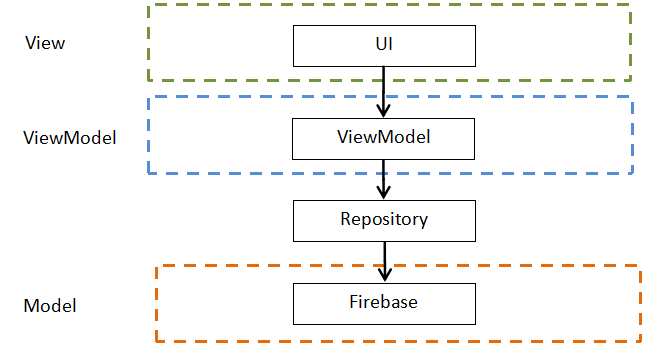 View
UI
ViewModel
ViewModel
Repository
Model
Firebase